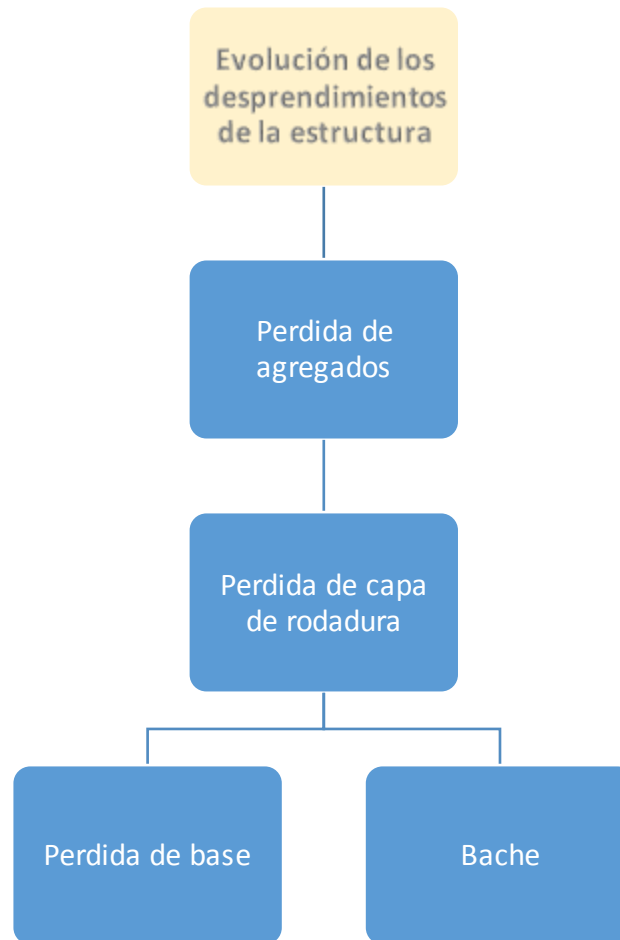 Evolución de los
desprendimientos
de la estructura
Perdida de
agregados
Perdida de capa
de rodadura
Perdida de base
Bache